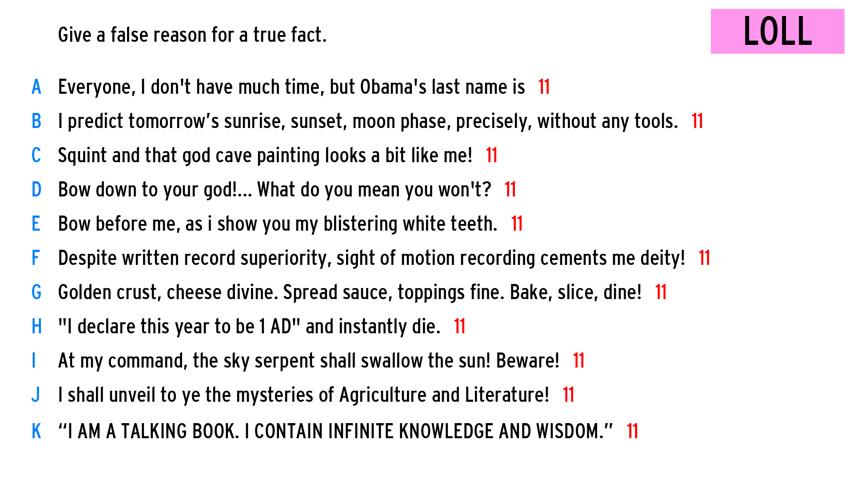 LOLL
Give a false reason for a true fact.
A Everyone, I don't have much time, but Obama's last name is 11
B I predict tomorrow’s sunrise, sunset, moon phase, precisely, without any tools. 11
C Squint and that god cave painting looks a bit like me! 11
D Bow down to your god!... What do you mean you won't? 11
E Bow before me, as i show you my blistering white teeth. 11
F Despite written record superiority, sight of motion recording cements me deity! 11
G Golden crust, cheese divine. Spread sauce, toppings fine. Bake, slice, dine! 11
H "I declare this year to be 1 AD" and instantly die. 11
I At my command, the sky serpent shall swallow the sun! Beware! 11
J I shall unveil to ye the mysteries of Agriculture and Literature! 11
K “I AM A TALKING BOOK. I CONTAIN INFINITE KNOWLEDGE AND WISDOM.” 11